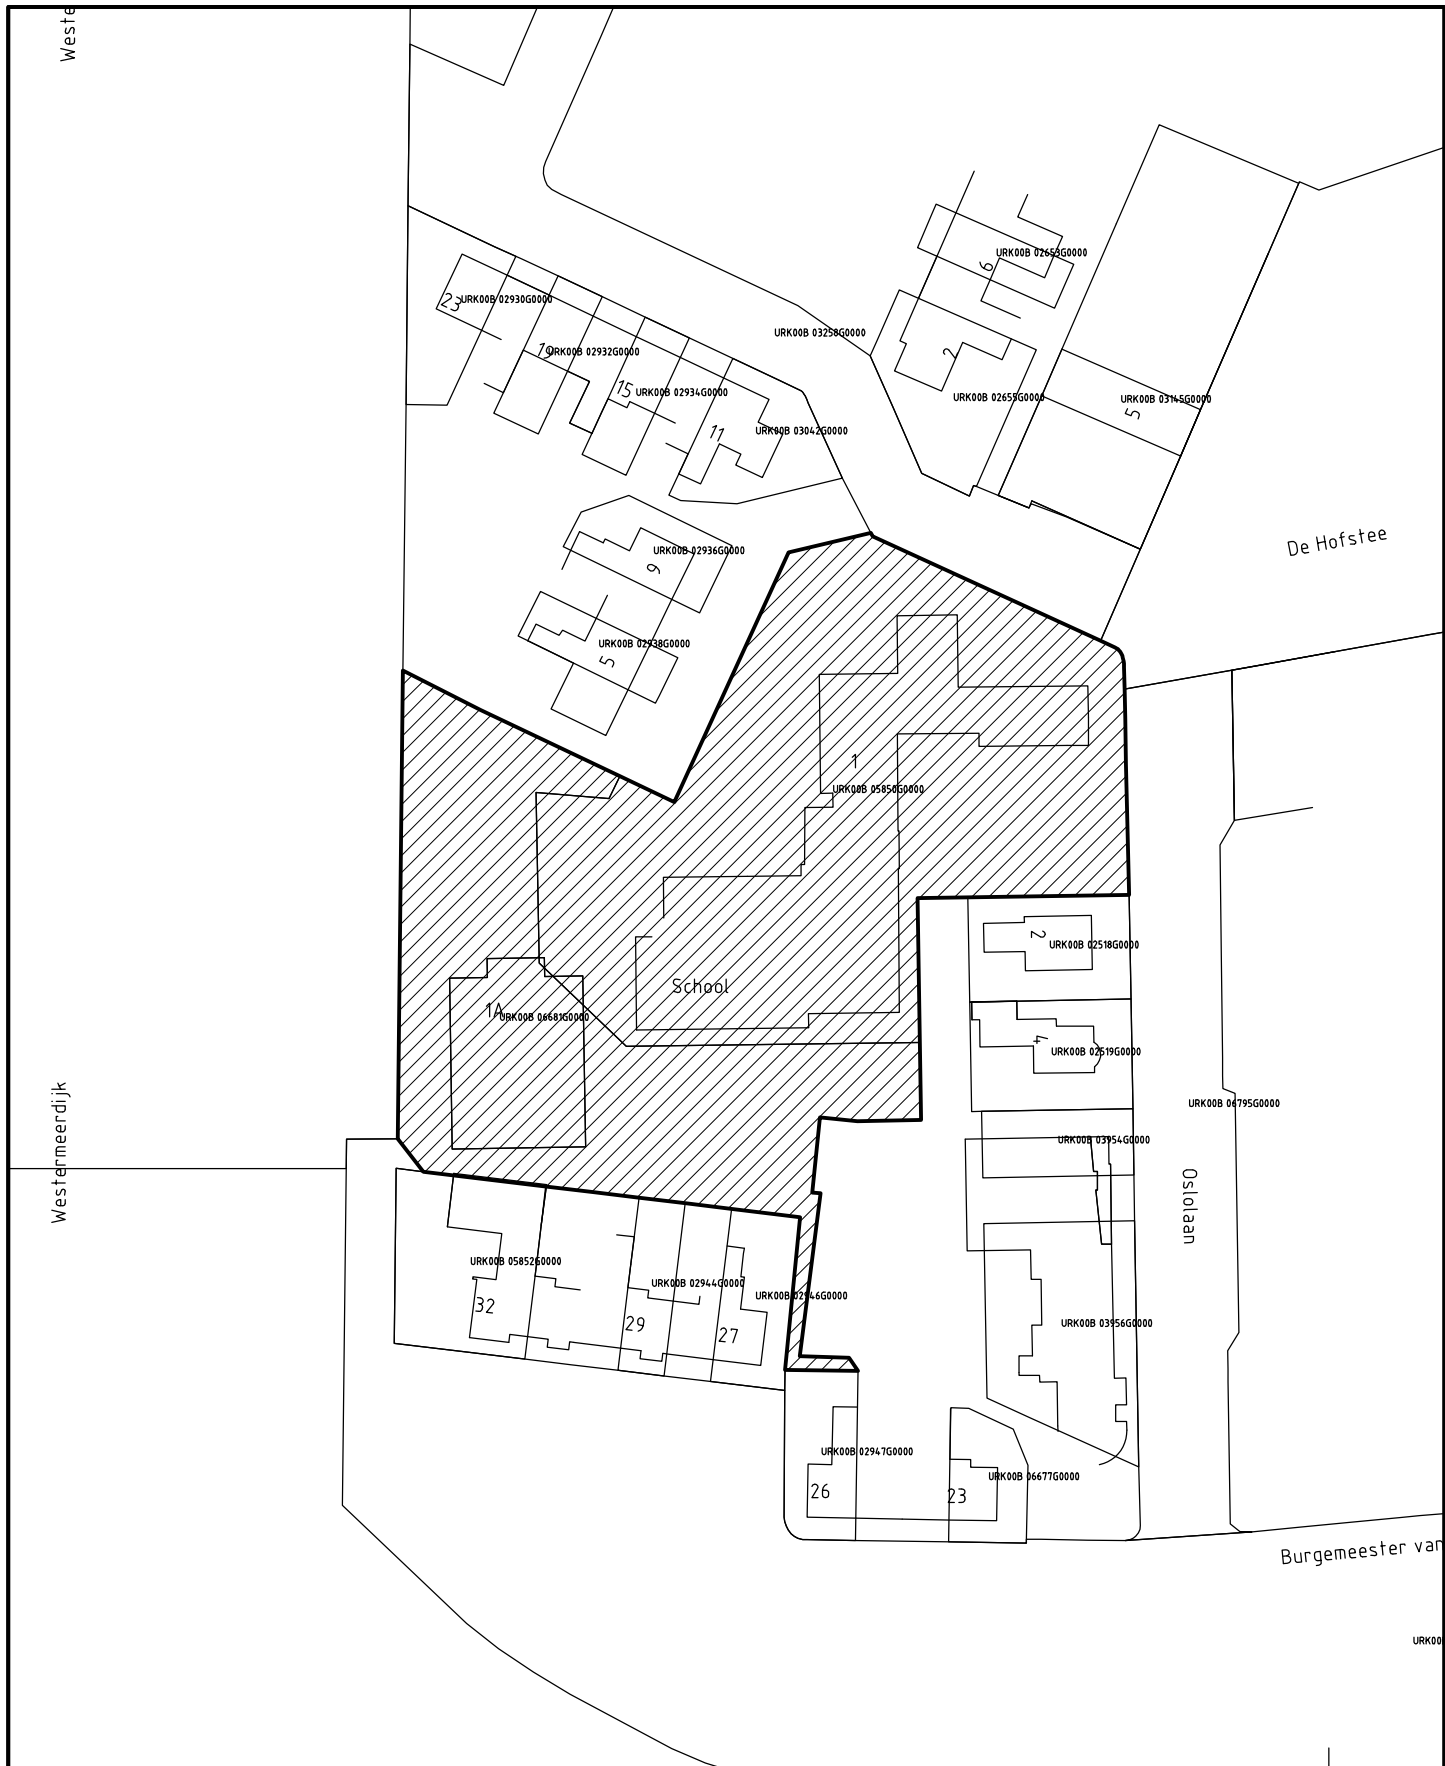 Weste
URK00B 02653G0000
6
23
URK00B 02930G0000
URK00B 03258G0000
19
URK00B 02932G0000
2
15
URK00B 02934G0000
URK00B 02655G0000
URK00B 03145G0000
5
11
URK00B 03042G0000
De Hofstee
URK00B 02936G0000
9
URK00B 02938G0000
5
1
URK00B 05850G0000
2
URK00B 02518G0000
School
1A
URK00B 06681G0000
4
URK00B 02519G0000
URK00B 06795G0000
Westermeerdijk
URK00B 03954G0000
Oslolaan
URK00B 05852G0000
URK00B 02944G0000
URK00B 02946G0000
32
29
27
URK00B 03956G0000
URK00B 02947G0000
26
23
URK00B 06677G0000
Burgemeester van
URK00